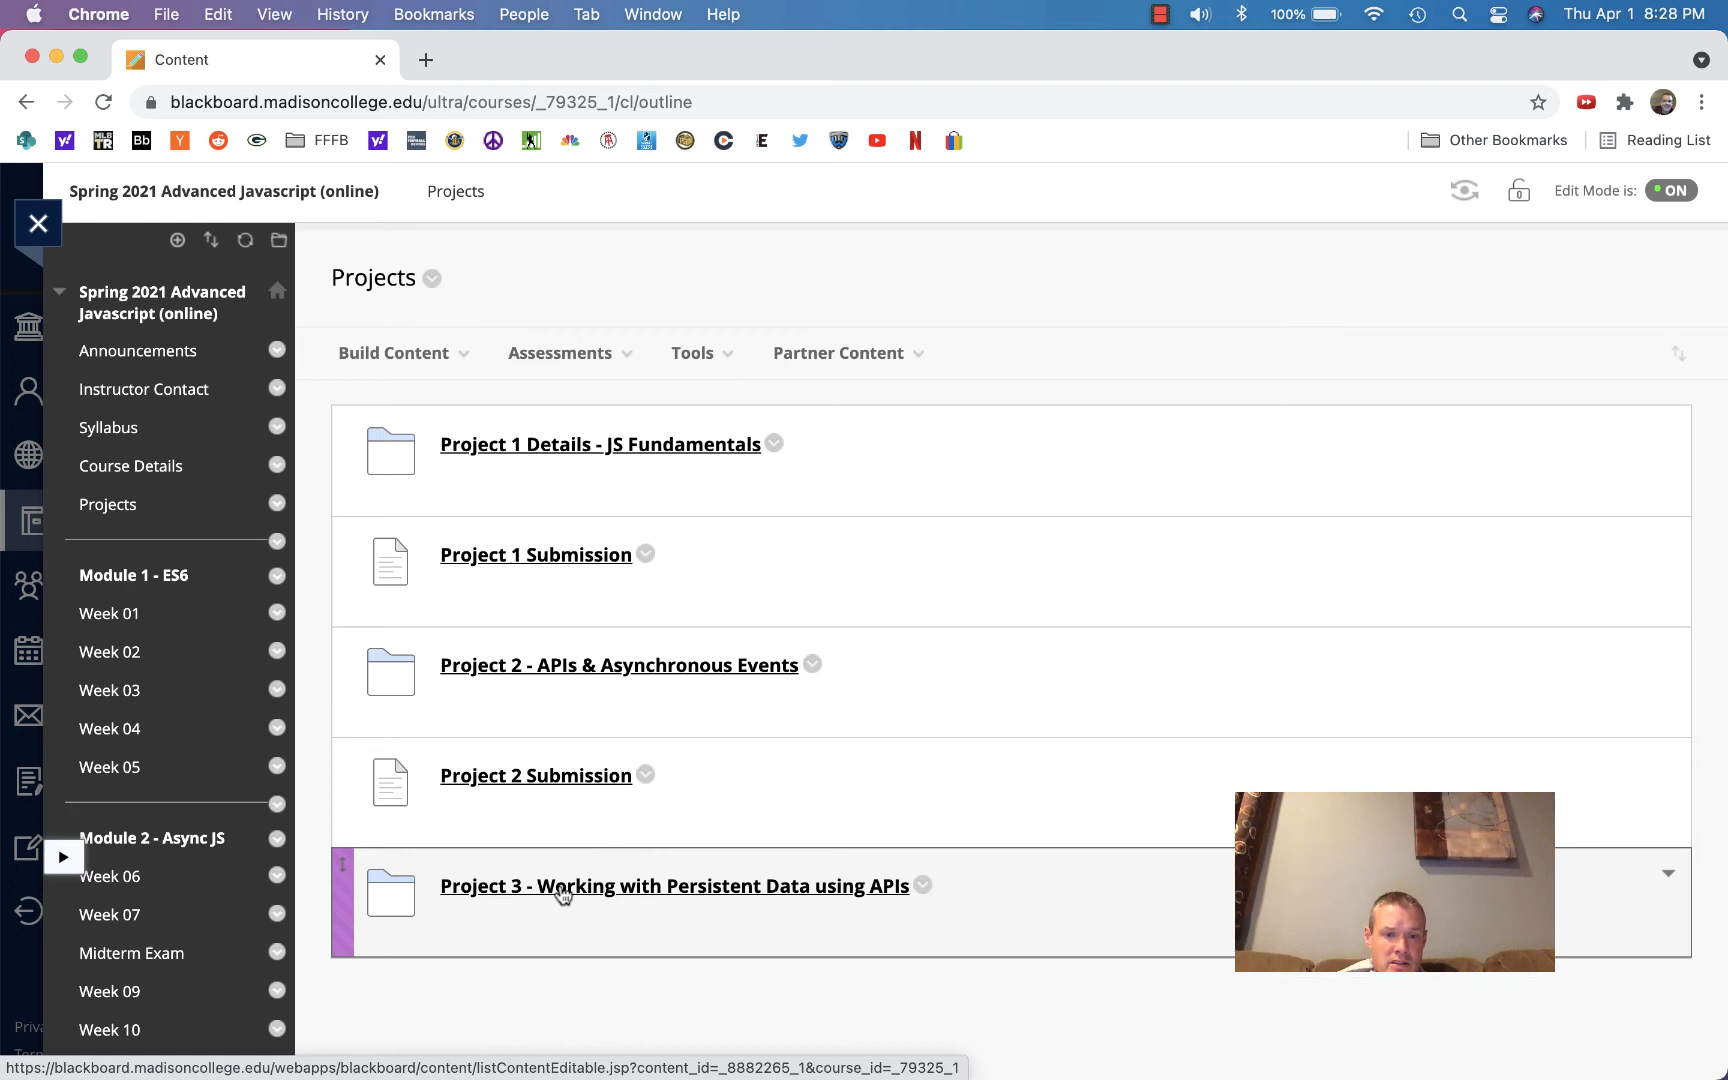 Chrome File Edit View History Bookmarks People Tab Window Help 100% Thu Apr 1 8:28 PM
Content
blackboard.madisoncollege.edu/ultra/courses/_79325_1/cl/outline
y! MLB TR Bb Y G FFFB y! C E N Other Bookmarks Reading List
Spring 2021 Advanced Javascript (online) Projects Edit Mode is: ON
Projects
Spring 2021 Advanced
Javascript (online)
Announcements
Instructor Contact
Syllabus
Course Details
Projects
Module 1 - ES6
Week 01
Week 02
Week 03
Week 04
Week 05
Module 2 - Async JS
Week 06
Week 07
Midterm Exam
Week 09
Week 10
Build Content Assessments Tools Partner Content
Project 1 Details - JS Fundamentals
Project 1 Submission
Project 2 - APIs & Asynchronous Events
Project 2 Submission
Project 3 - Working with Persistent Data using APIs
Priva
https://blackboard.madisoncollege.edu/webapps/blackboard/content/listContentEditable.jsp?content_id=_8882265_1&course_id=_79325_1